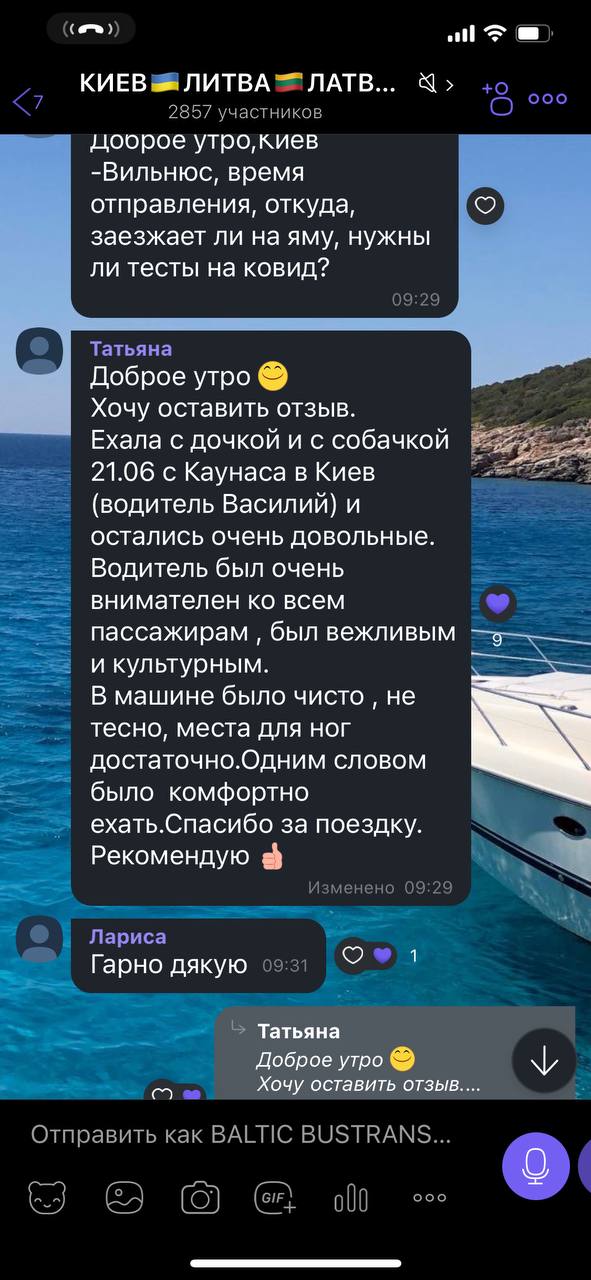 7
КИЕВ🇺🇦ЛИТВА🇱🇹ЛАТВ...
2857 участников
Доброе утро,Киев
-Вильнюс, время
отправления, откуда,
заезжает ли на яму, нужны
ли тесты на ковид?
09:29
Татьяна
Доброе утро 😊
Хочу оставить отзыв.
Ехала с дочкой и с собачкой
21.06 с Каунаса в Киев
(водитель Василий) и
остались очень довольные.
Водитель был очень
внимателен ко всем
пассажирам , был вежливым
и культурным.
В машине было чисто , не
тесно, места для ног
достаточно.Одним словом
было  комфортно
ехать.Спасибо за поездку.
Рекомендую 👍
Изменено 09:29
9
Лариса
Гарно дякую 09:31
1
Татьяна
Доброе утро 😊
Хочу оставить отзыв....
Отправить как BALTIC BUSTRANS...
GIF